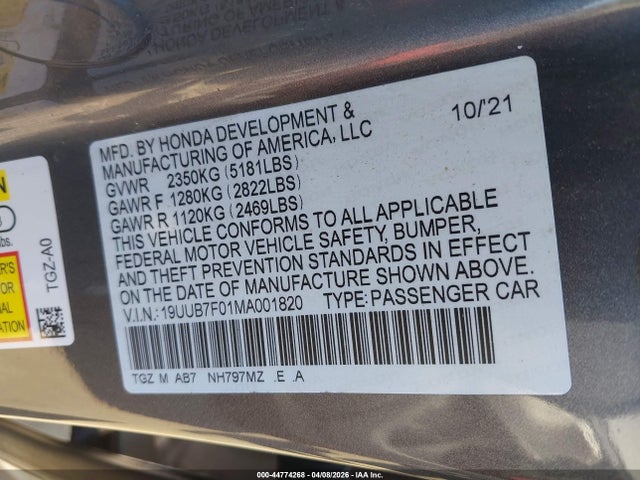 MFD. BY HONDA DEVELOPMENT & 10/'21
MANUFACTURING OF AMERICA, LLC
GVWR 2350KG (5181LBS)
GAWR F 1280KG (2822LBS)
GAWR R 1120KG (2469LBS)
THIS VEHICLE CONFORMS TO ALL APPLICABLE
FEDERAL MOTOR VEHICLE SAFETY, BUMPER,
AND THEFT PREVENTION STANDARDS IN EFFECT
ON THE DATE OF MANUFACTURE SHOWN ABOVE.
V.I.N.: 19UUB7F01MA001820 TYPE:PASSENGER CAR
TGZ M AB7 NH797MZ .E .A
TGZ-A0
lbs.
000-44774268 - 04/08/2026 - IAAI.COM